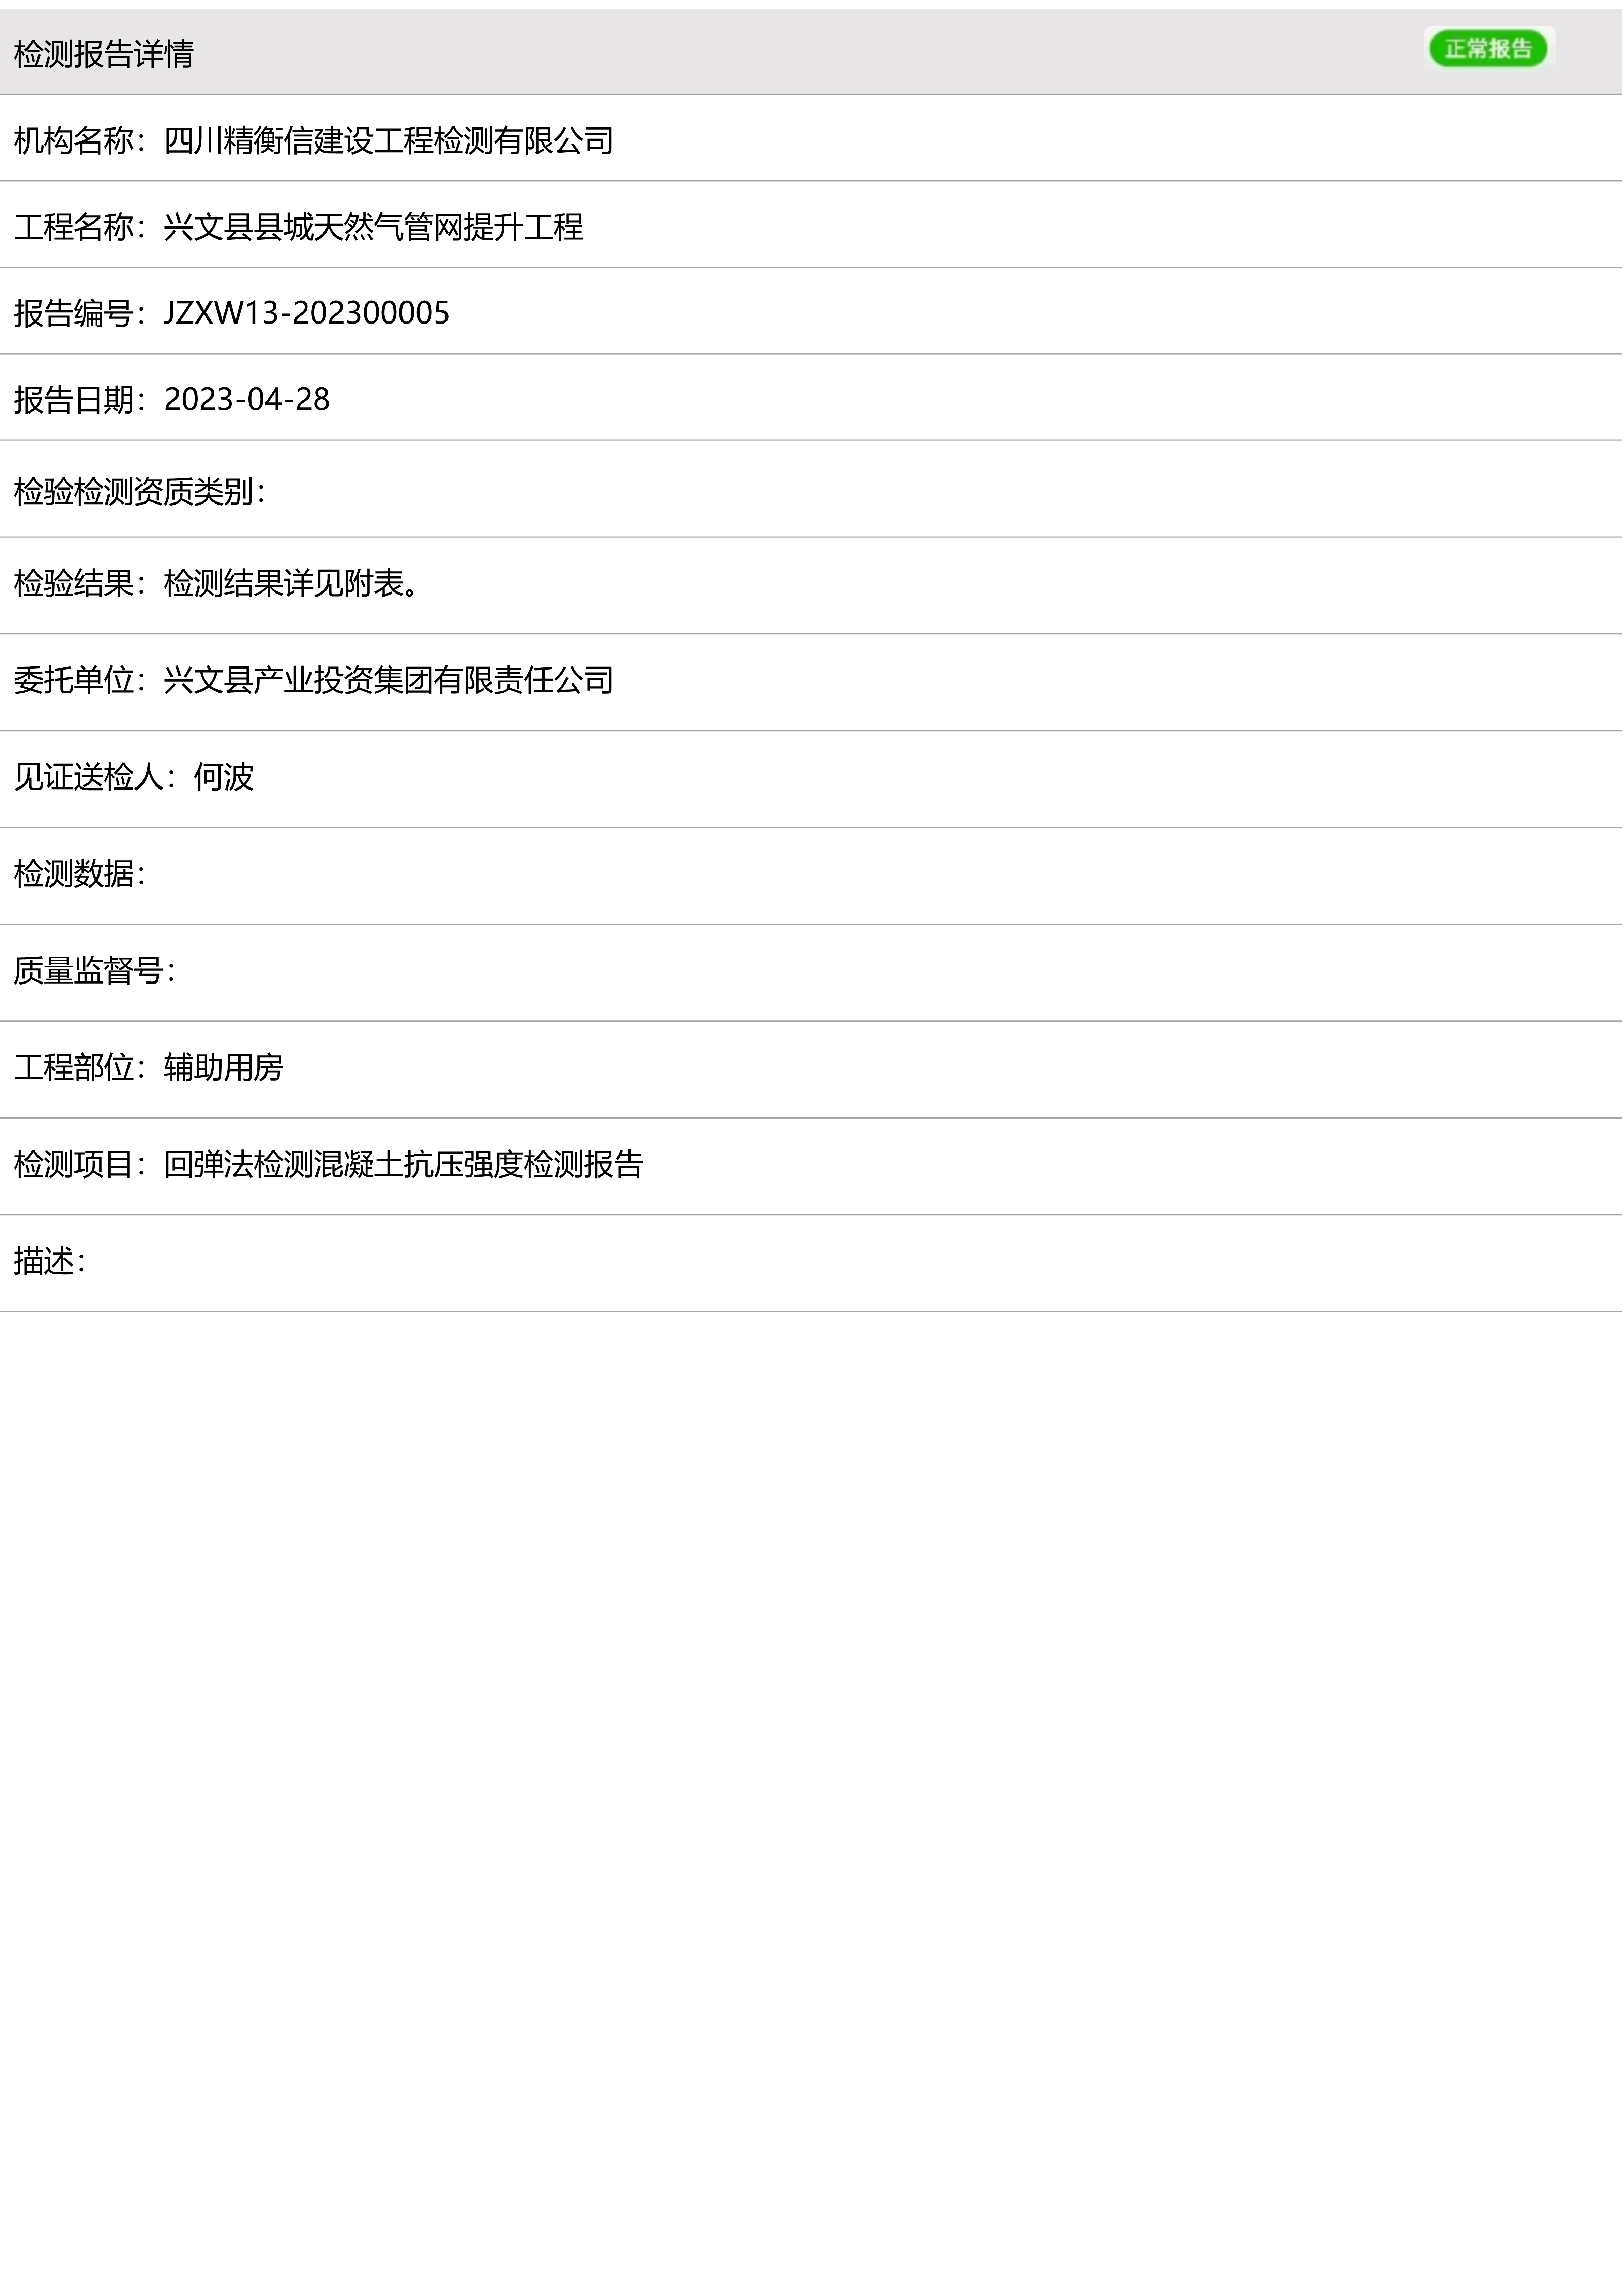 检测报告详情
正常报告
机构名称：四川精衡信建设工程检测有限公司
工程名称：兴文县县城天然气管网提升工程
报告编号：JZXW13-202300005
报告日期：2023-04-28
检验检测资质类别：
检验结果：检测结果详见附表。
委托单位：兴文县产业投资集团有限责任公司
见证送检人：何波
检测数据：
质量监督号：
工程部位：辅助用房
检测项目：回弹法检测混凝土抗压强度检测报告
描述：